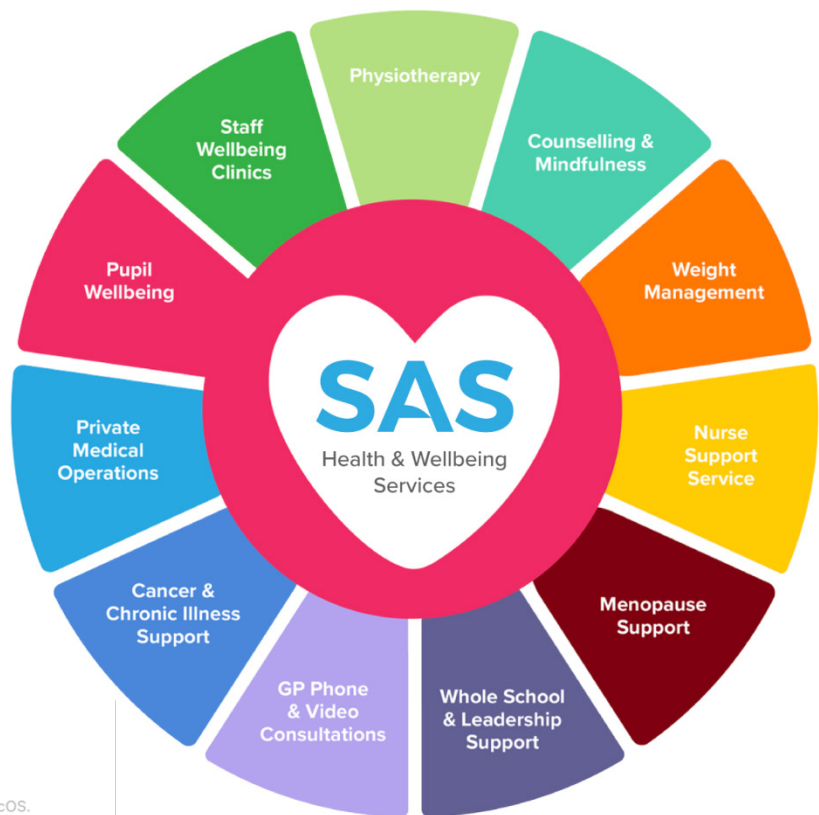 Physiotherapy
Counselling &
Mindfulness
Weight
Management
Nurse
Support
Service
Menopause
Support
Whole School
& Leadership
Support
GP Phone
& Video
Consultations
Cancer &
Chronic Illness
Support
Private
Medical
Operations
Pupil
Wellbeing
Staff
Wellbeing
Clinics
SAS
Health & Wellbeing
Services
cOS.